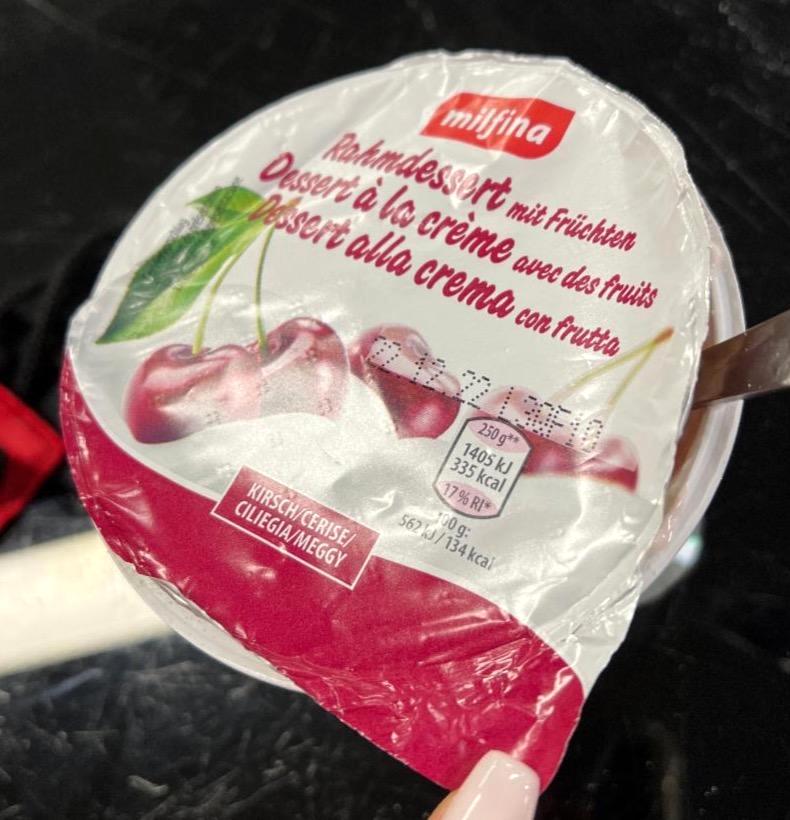 milfina
Rahmdessert mit Früchten
Dessert à la crème avec des fruits
Dessert alla crema con frutta
250 g**
1405 kJ
335 kcal
17% RI*
100 g:
562 kJ / 134 kcal
KIRSCH/CERISE/
CILIEGIA/MEGGY